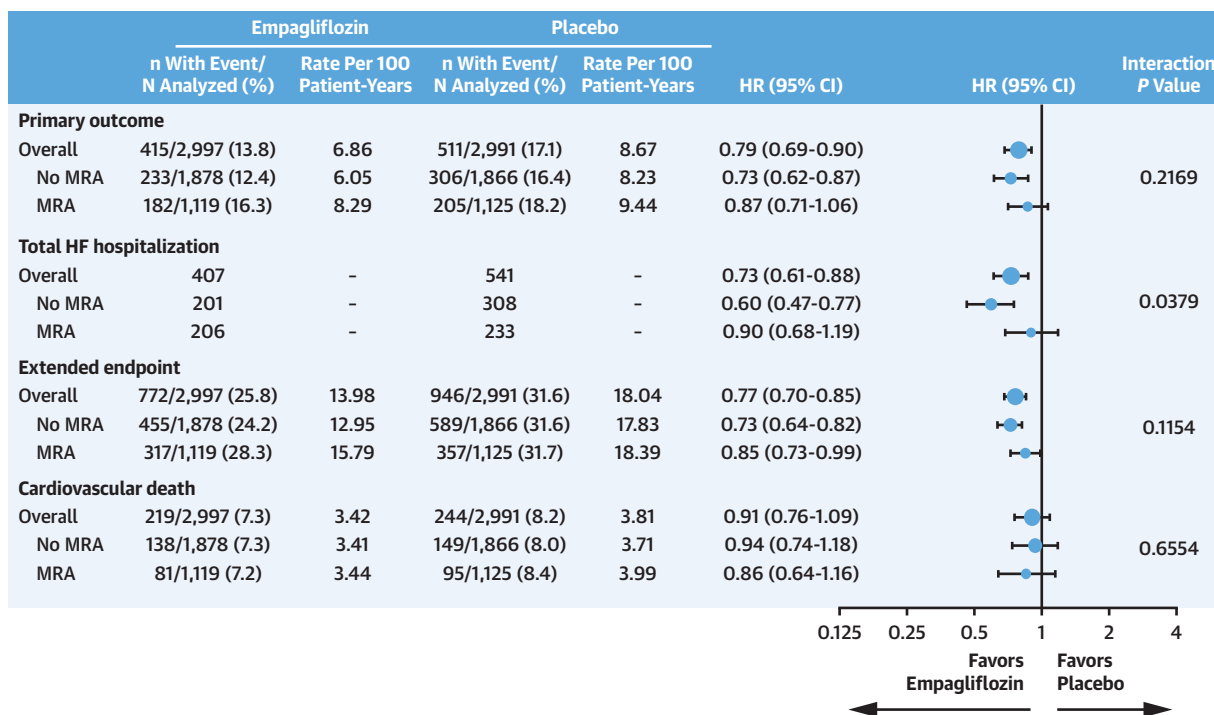 Empagliflozin Placebo
n With Event/ Rate Per 100 n With Event/ Rate Per 100 Interaction
N Analyzed (%) Patient-Years N Analyzed (%) Patient-Years HR (95% CI) HR (95% CI) P Value
Primary outcome
Overall 415/2,997 (13.8) 6.86 511/2,991 (17.1) 8.67 0.79 (0.69-0.90)
No MRA 233/1,878 (12.4) 6.05 306/1,866 (16.4) 8.23 0.73 (0.62-0.87) 0.2169
MRA 182/1,119 (16.3) 8.29 205/1,125 (18.2) 9.44 0.87 (0.71-1.06)
Total HF hospitalization
Overall 407 - 541 - 0.73 (0.61-0.88)
No MRA 201 - 308 - 0.60 (0.47-0.77) 0.0379
MRA 206 - 233 - 0.90 (0.68-1.19)
Extended endpoint
Overall 772/2,997 (25.8) 13.98 946/2,991 (31.6) 18.04 0.77 (0.70-0.85)
No MRA 455/1,878 (24.2) 12.95 589/1,866 (31.6) 17.83 0.73 (0.64-0.82) 0.1154
MRA 317/1,119 (28.3) 15.79 357/1,125 (31.7) 18.39 0.85 (0.73-0.99)
Cardiovascular death
Overall 219/2,997 (7.3) 3.42 244/2,991 (8.2) 3.81 0.91 (0.76-1.09)
No MRA 138/1,878 (7.3) 3.41 149/1,866 (8.0) 3.71 0.94 (0.74-1.18) 0.6554
MRA 81/1,119 (7.2) 3.44 95/1,125 (8.4) 3.99 0.86 (0.64-1.16)
0.125 0.25 0.5 1 2 4
Favors Favors
Empagliflozin Placebo